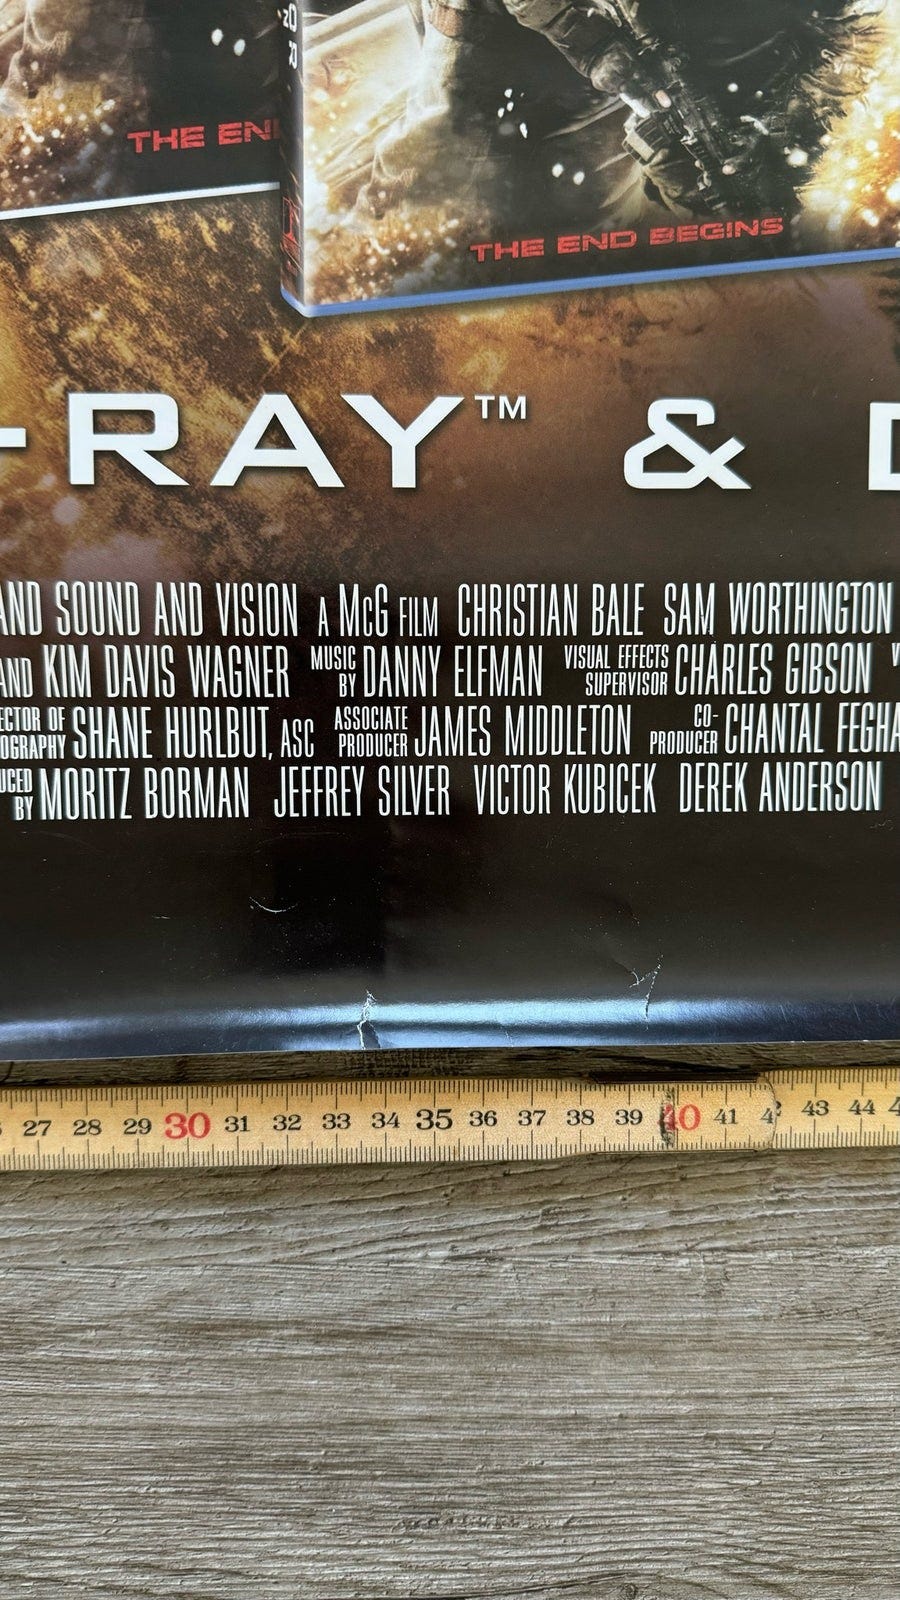 THE EN
THE END BEGINS
-RAY™ &
AND SOUND AND VISION A McG FILM CHRISTIAN BALE SAM WORTHINGTON
AND KIM DAVIS WAGNER MUSIC BY DANNY ELFMAN VISUAL EFFECTS SUPERVISOR CHARLES GIBSON
ECTOR OF OGRAPHY SHANE HURLBUT, ASC ASSOCIATE PRODUCER JAMES MIDDLETON CO-PRODUCER CHANTAL FEGHA
UCED BY MORITZ BORMAN JEFFREY SILVER VICTOR KUBICEK DEREK ANDERSON
27 28 29 30 31 32 33 34 35 36 37 38 39 40 41 4 43 44 4